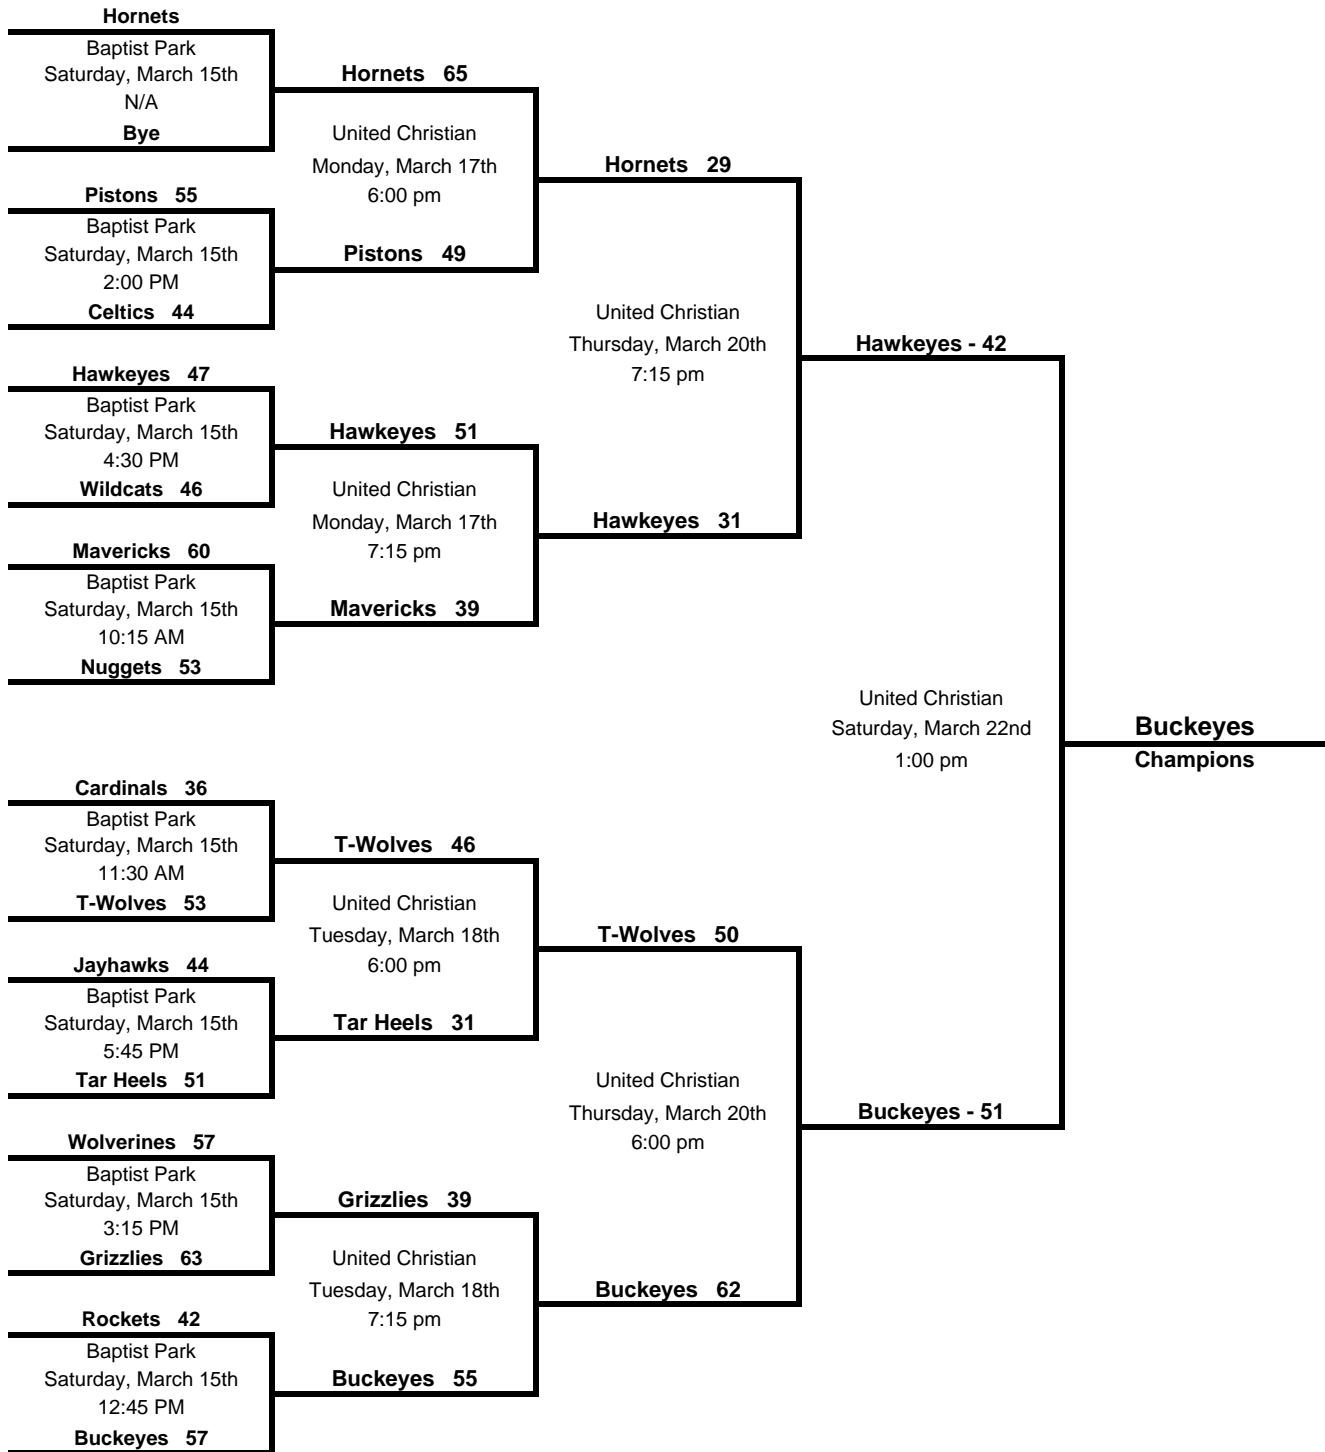 Hornets
Baptist Park
Saturday, March 15th
N/A
Bye
Pistons 55
Baptist Park
Saturday, March 15th
2:00 PM
Celtics 44
Hawkeyes 47
Baptist Park
Saturday, March 15th
4:30 PM
Wildcats 46
Mavericks 60
Baptist Park
Saturday, March 15th
10:15 AM
Nuggets 53
Cardinals 36
Baptist Park
Saturday, March 15th
11:30 AM
T-Wolves 53
Jayhawks 44
Baptist Park
Saturday, March 15th
5:45 PM
Tar Heels 51
Wolverines 57
Baptist Park
Saturday, March 15th
3:15 PM
Grizzlies 63
Rockets 42
Baptist Park
Saturday, March 15th
12:45 PM
Buckeyes 57
Hornets 65
United Christian
Monday, March 17th
6:00 pm
Pistons 49
Hawkeyes 51
United Christian
Monday, March 17th
7:15 pm
Mavericks 39
T-Wolves 46
United Christian
Tuesday, March 18th
6:00 pm
Tar Heels 31
Grizzlies 39
United Christian
Tuesday, March 18th
7:15 pm
Buckeyes 55
Hornets 29
United Christian
Thursday, March 20th
7:15 pm
Hawkeyes 31
T-Wolves 50
United Christian
Thursday, March 20th
6:00 pm
Buckeyes 62
Hawkeyes - 42
United Christian
Saturday, March 22nd
1:00 pm
Buckeyes - 51
Buckeyes
Champions